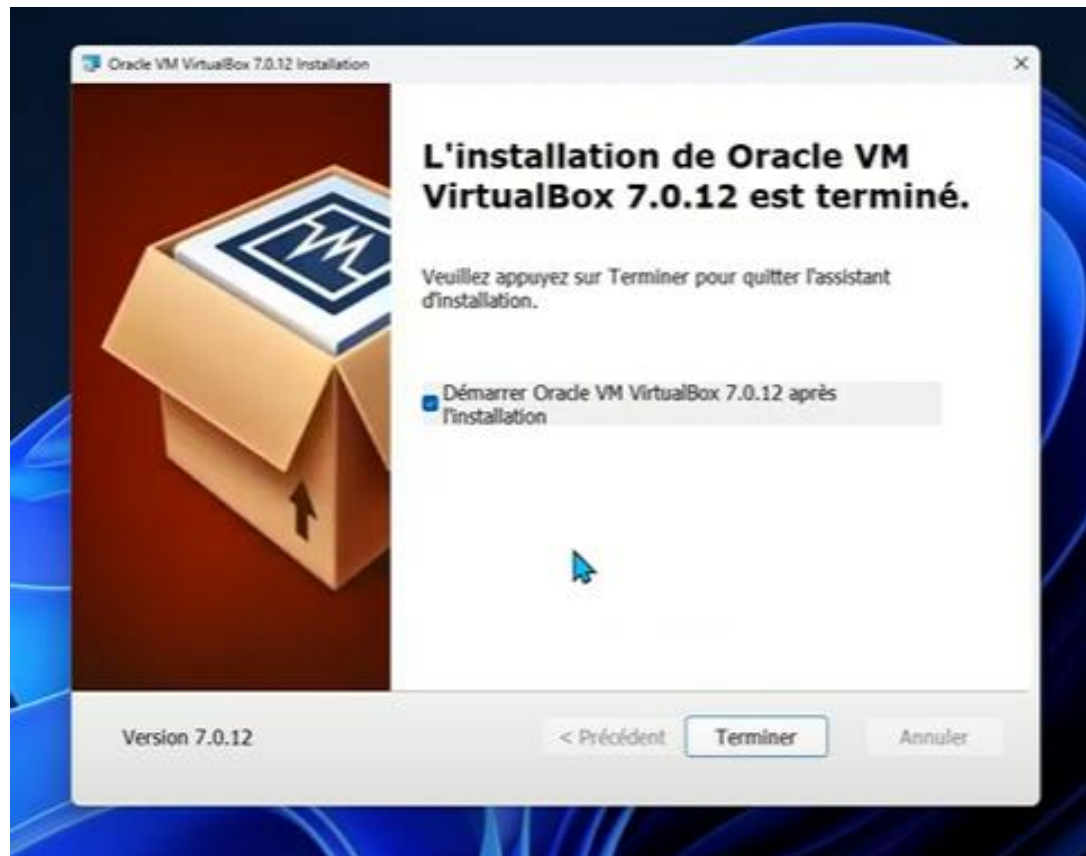 Oracle VM VirtualBox 7.0.12 Installation
L'installation de Oracle VM
VirtualBox 7.0.12 est terminé.
Veuillez appuyez sur Terminer pour quitter l'assistant
d'installation.
Démarrer Oracle VM VirtualBox 7.0.12 après
l'installation
Version 7.0.12
< Précédent
Terminer
Annuler